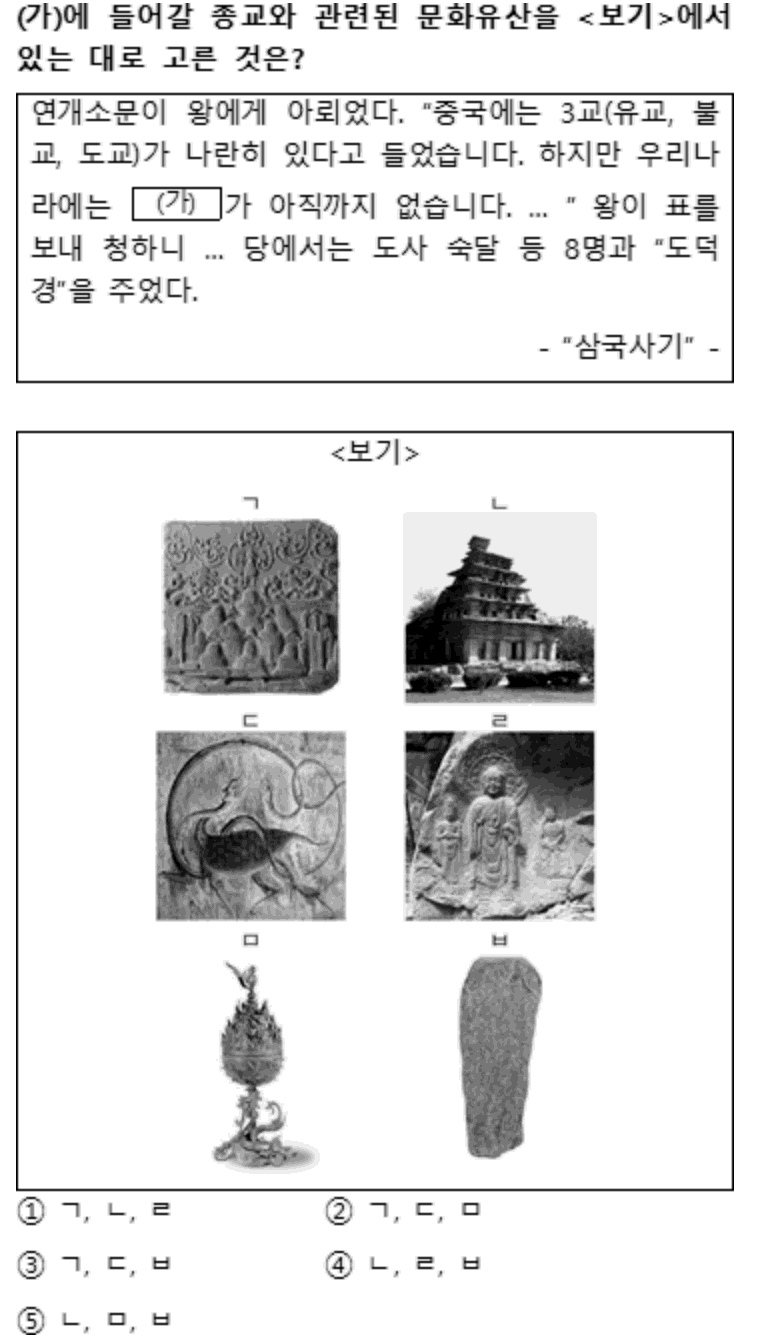 (가)에 들어갈 종교와 관련된 문화유산을 <보기>에서
있는 대로 고른 것은?
연개소문이 왕에게 아뢰었다. “중국에는 3교(유교, 불
교, 도교)가 나란히 있다고 들었습니다. 하지만 우리나
라에는 (가) 가 아직까지 없습니다. … ” 왕이 표를
보내 청하니 … 당에서는 도사 숙달 등 8명과 “도덕
경”을 주었다.
- “삼국사기” -
<보기>
ㄱ ㄴ
ㄷ ㄹ
ㅁ ㅂ
① ㄱ, ㄴ, ㄹ ② ㄱ, ㄷ, ㅁ
③ ㄱ, ㄷ, ㅂ ④ ㄴ, ㄹ, ㅂ
⑤ ㄴ, ㅁ, ㅂ